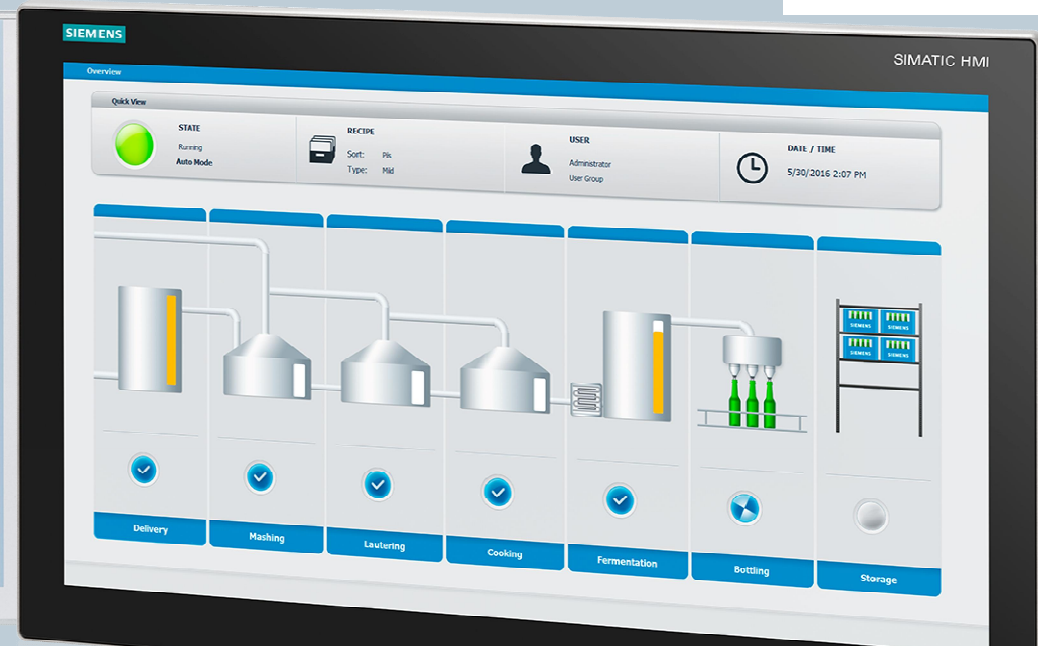 SIEMENS
SIMATIC HMI
Overview
Quick View
STATE
Running
Auto Mode
RECIPE
Sort: Pils
Type: Mild
USER
Administrator
User Group
DATE / TIME
5/30/2016 2:07 PM
SIEMENS SIEMENS
SIEMENS SIEMENS
Delivery
Mashing
Lautering
Cooking
Fermentation
Bottling
Storage